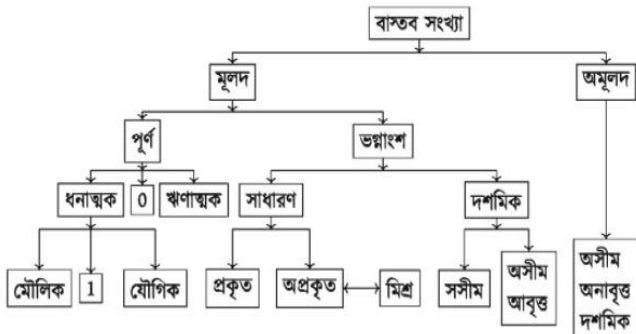 বাস্তব সংখ্যা
মূলদ
অমূলদ
পূর্ণ
ভগ্নাংশ
ধনাত্মক
0
ঋণাত্মক
সাধারণ
দশমিক
মৌলিক
1
যৌগিক
প্রকৃত
অপ্রকৃত
মিশ্র
সসীম
অসীম
আবৃত্ত
অসীম
অনাবৃত্ত
দশমিক